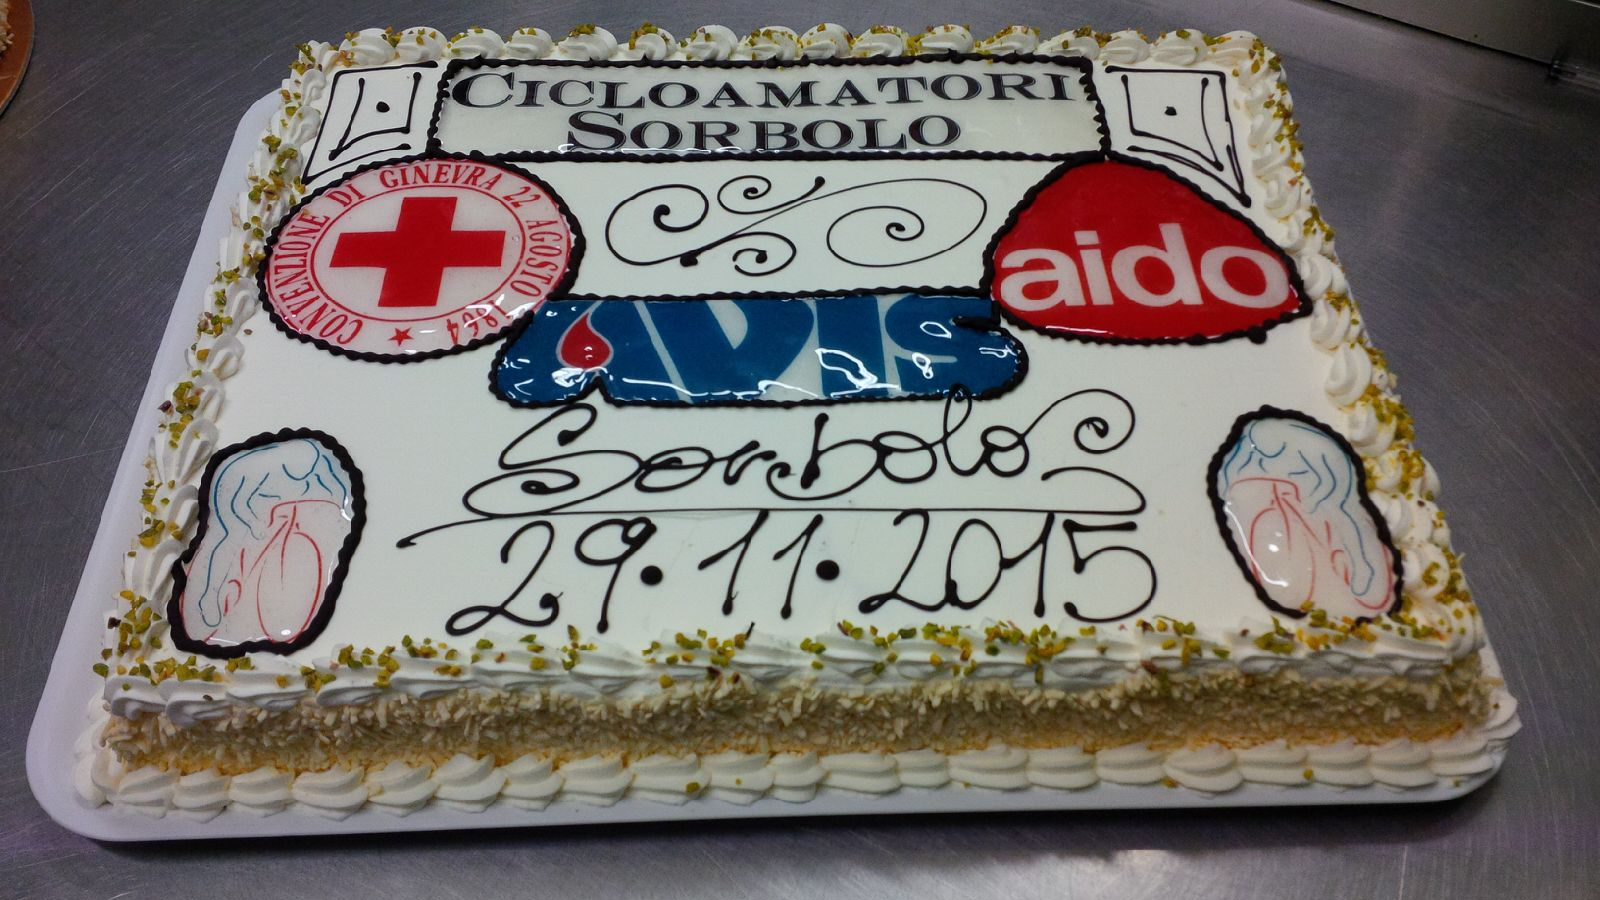 CICLOAMATORI
SORBOLO
CONVENZIONE DI GINEVRA 22 AGOSTO 1864
aido
AVIS
Sorbolo
29.11.2015